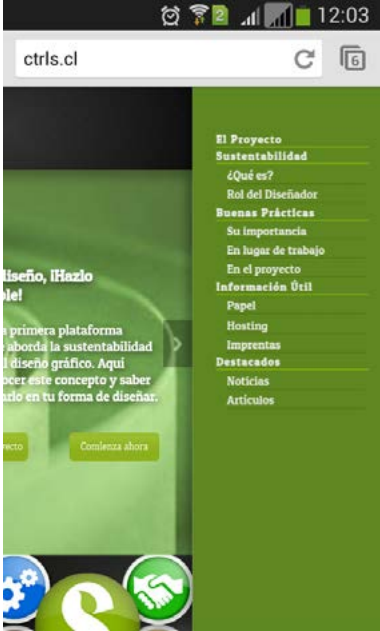 2 12:03
ctrls.cl 6
El Proyecto
Sustentabilidad
¿Qué es?
Rol del Diseñador
Buenas Prácticas
Su importancia
En lugar de trabajo
En el proyecto
Información Útil
Papel
Hosting
Imprentas
Destacados
Noticias
Artículos
diseño, ¡Hazlo
ble!
a primera plataforma
e aborda la sustentabilidad
l diseño gráfico. Aquí
ocer este concepto y saber
arlo en tu forma de diseñar.
yecto Comienza ahora